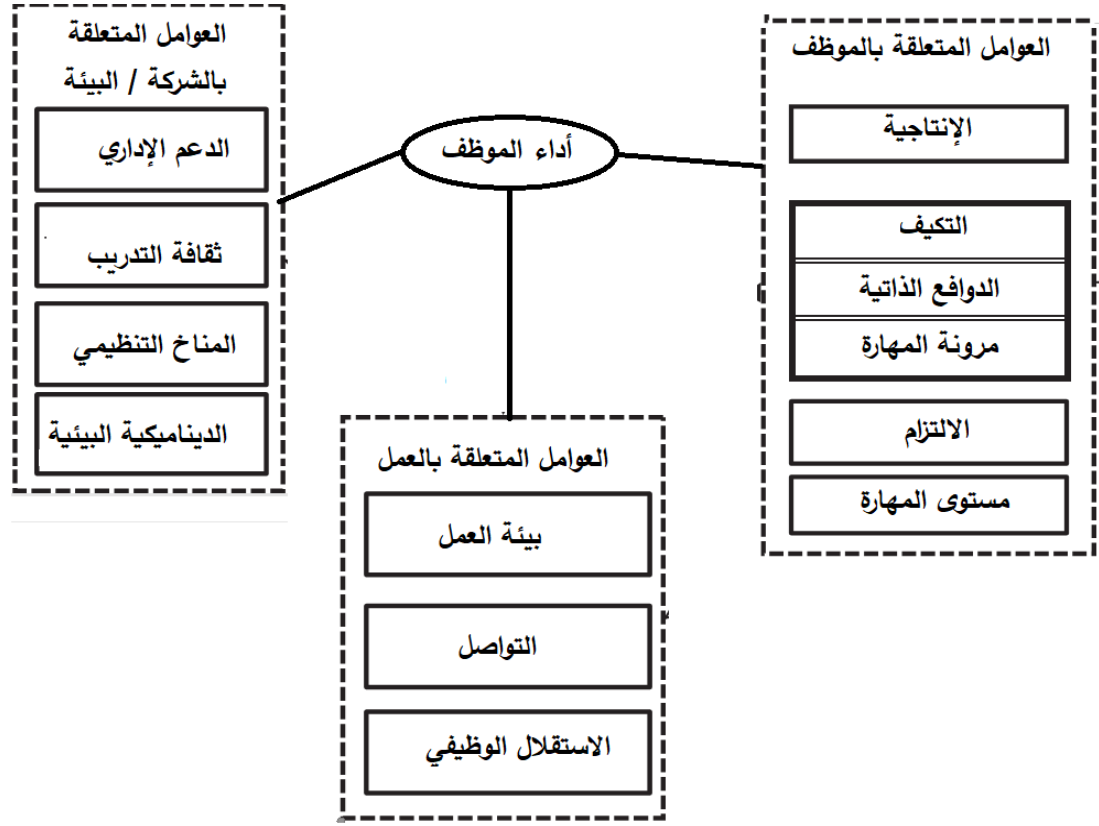 العوامل المتعلقة بالموظف
الإنتاجية
التكيف
الدوافع الذاتية
مرونة المهارة
الالتزام
مستوى المهارة
أداء الموظف
العوامل المتعلقة
بالشركة / البيئة
الدعم الإداري
ثقافة التدريب
المناخ التنظيمي
الديناميكية البيئية
العوامل المتعلقة بالعمل
بيئة العمل
التواصل
الاستقلال الوظيفي